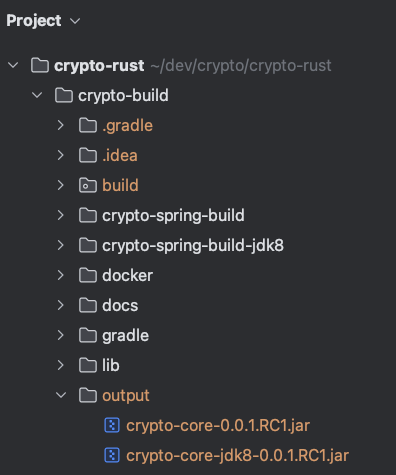 Project
crypto-rust ~/dev/crypto/crypto-rust
crypto-build
.gradle
.idea
build
crypto-spring-build
crypto-spring-build-jdk8
docker
docs
gradle
lib
output
crypto-core-0.0.1.RC1.jar
crypto-core-jdk8-0.0.1.RC1.jar